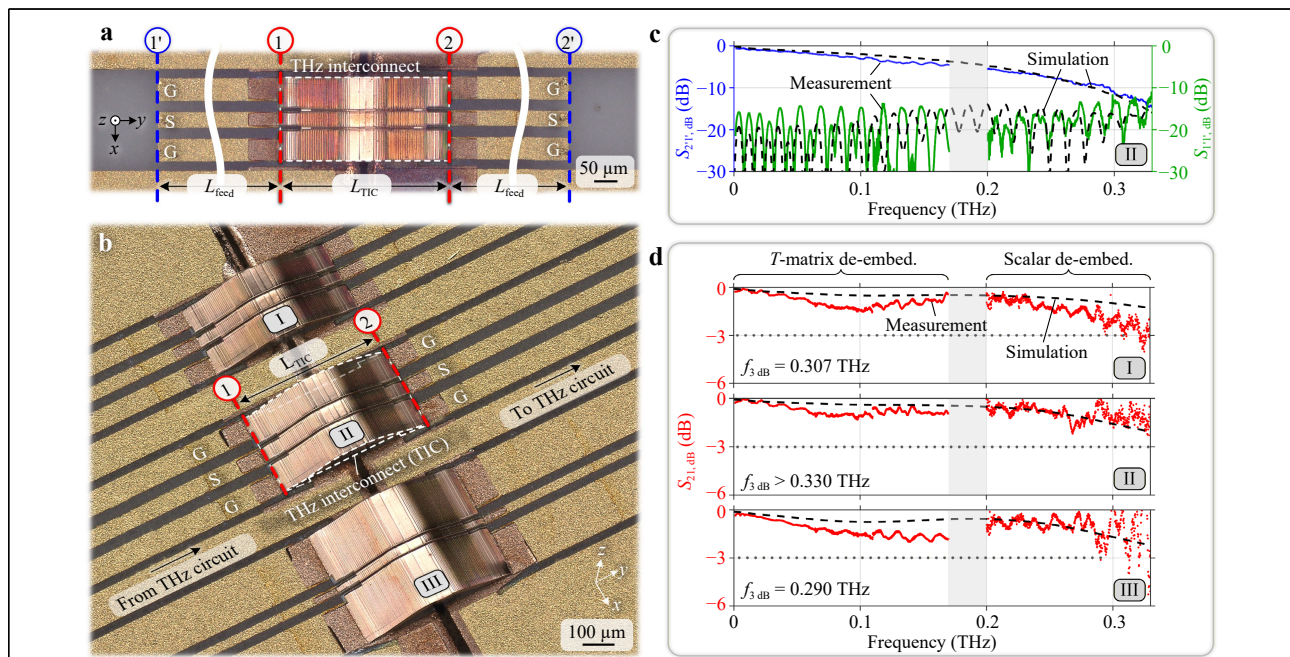 a
1' 1 2 2'
THz interconnect
G G
z y S S
x
G G
50 µm
L_feed L_TIC L_feed
b
I
2
L_TIC
1
G
S
G
To THz circuit
II
G
S
G
THz interconnect (TIC)
From THz circuit
III
z
y
x
100 µm
c
0 0
Simulation
Measurement
−10 −10
−20 −20
II
−30 −30
S_2'1', dB (dB)
S_1'1', dB (dB)
0 0.1 0.2 0.3
Frequency (THz)
d
T-matrix de-embed. Scalar de-embed.
0
Measurement
−3
Simulation
f_3 dB = 0.307 THz I
−6
0
−3
f_3 dB > 0.330 THz II
−6
S_21, dB (dB)
0
−3
f_3 dB = 0.290 THz III
−6
0 0.1 0.2 0.3
Frequency (THz)